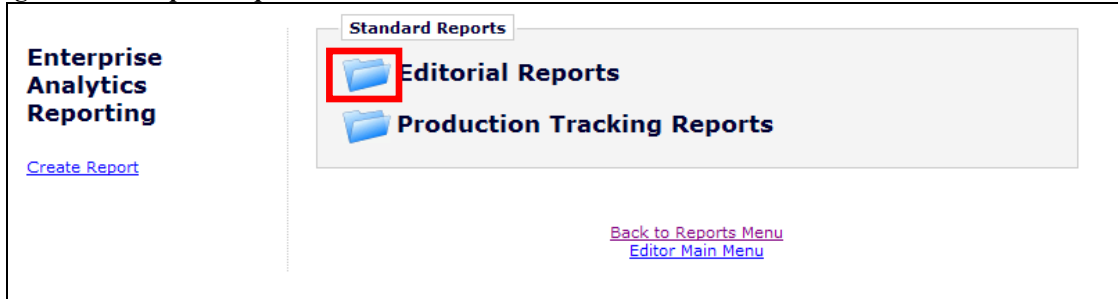 Enterprise
Analytics
Reporting
Create Report
Standard Reports
Editorial Reports
Production Tracking Reports
Back to Reports Menu
Editor Main Menu